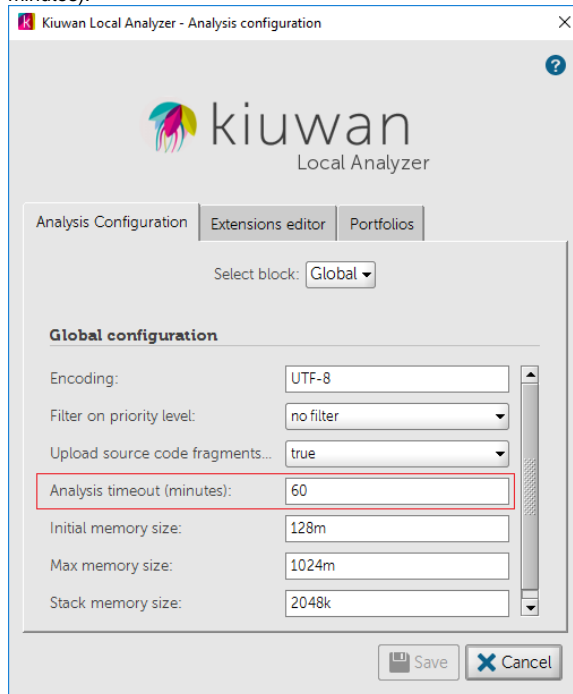 minutes).
Kiuwan Local Analyzer - Analysis configuration
?
kiuwan
Local Analyzer
Analysis Configuration Extensions editor Portfolios
Select block: Global
Global configuration
Encoding: UTF-8
Filter on priority level: no filter
Upload source code fragments... true
Analysis timeout (minutes): 60
Initial memory size: 128m
Max memory size: 1024m
Stack memory size: 2048k
Save Cancel